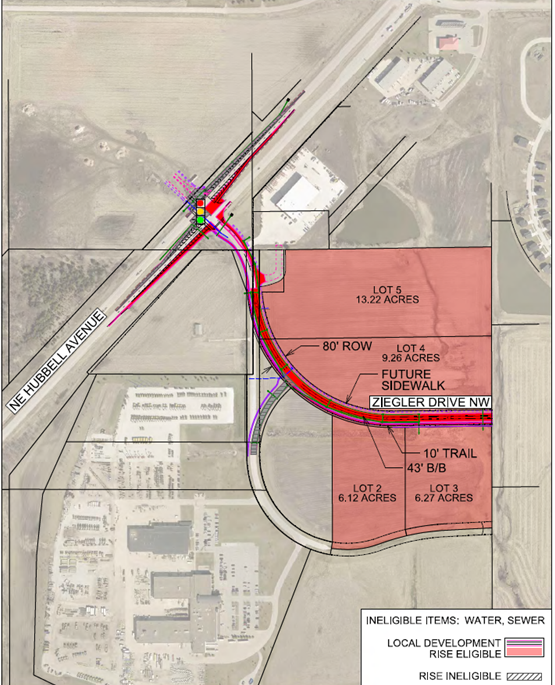 LOT 5
13.22 ACRES
80' ROW
LOT 4
9.26 ACRES
FUTURE
SIDEWALK
NE HUBBELL AVENUE
ZIEGLER DRIVE NW
10' TRAIL
43' B/B
LOT 2
6.12 ACRES
LOT 3
6.27 ACRES
INELIGIBLE ITEMS: WATER, SEWER
LOCAL DEVELOPMENT
RISE ELIGIBLE
RISE INELIGIBLE